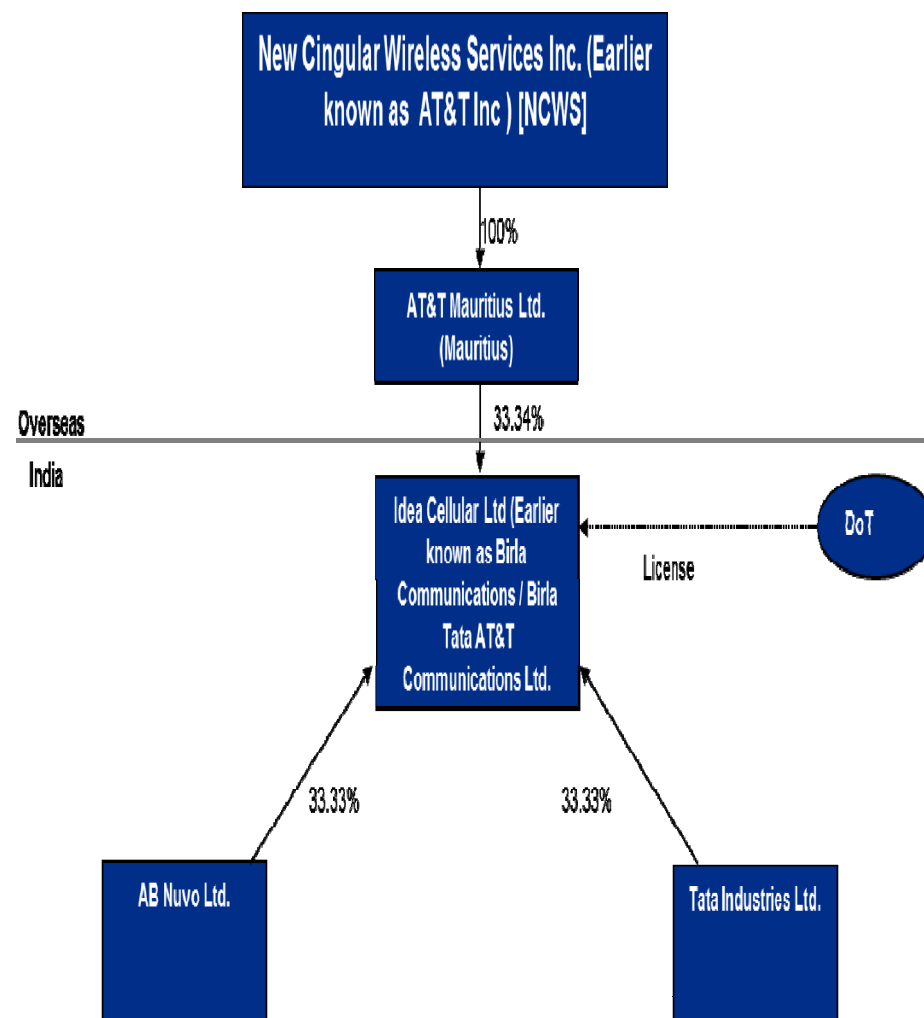 New Cingular Wireless Services Inc. (Earlier
known as AT&T Inc ) [NCWS]
100%
AT&T Mauritius Ltd.
(Mauritius)
33.34%
Overseas
India
Idea Cellular Ltd (Earlier
known as Birla
Communications / Birla
Tata AT&T
Communications Ltd.
DoT
License
33.33%
33.33%
AB Nuvo Ltd.
Tata Industries Ltd.